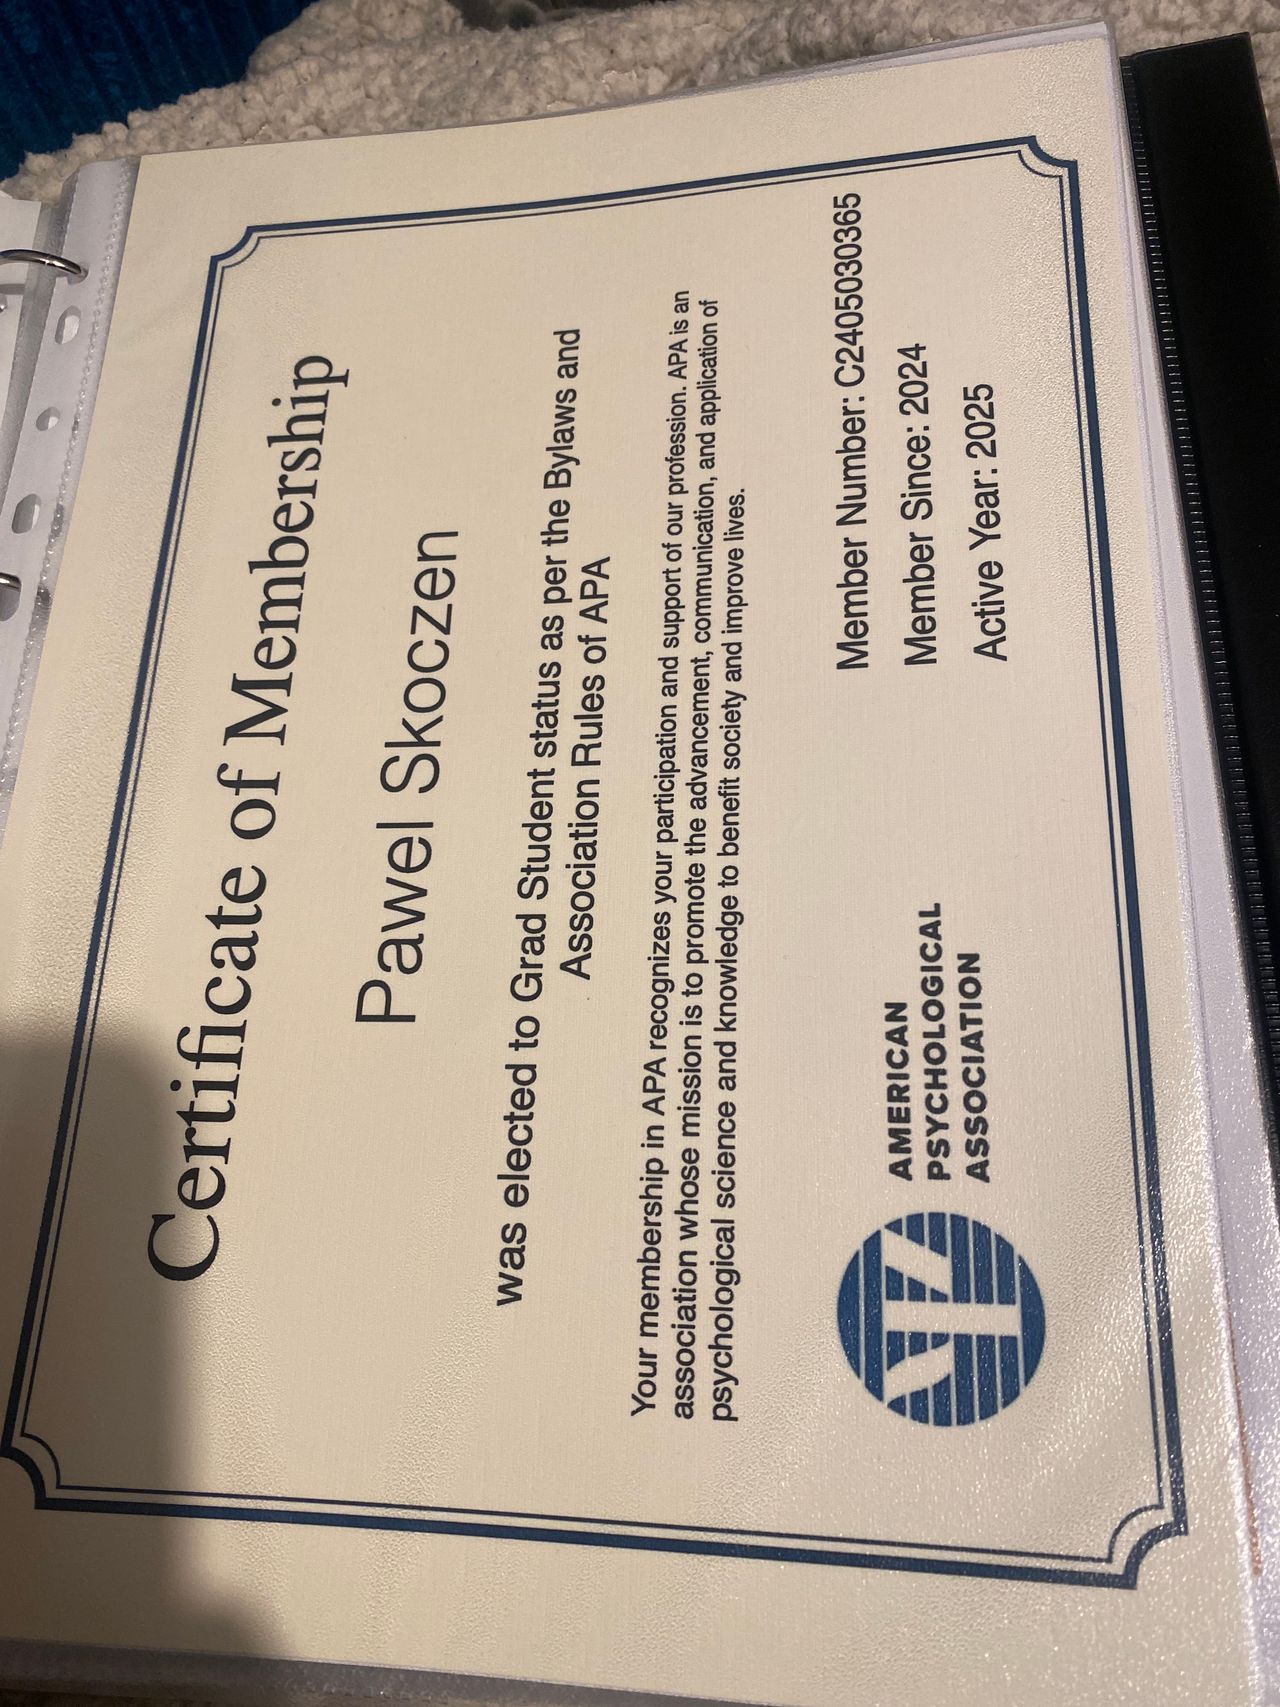 Certificate of Membership
Pawel Skoczen
was elected to Grad Student status as per the Bylaws and
Association Rules of APA
Your membership in APA recognizes your participation and support of our profession. APA is an
association whose mission is to promote the advancement, communication, and application of
psychological science and knowledge to benefit society and improve lives.
AMERICAN
PSYCHOLOGICAL
ASSOCIATION
Member Number: C2405030365
Member Since: 2024
Active Year: 2025